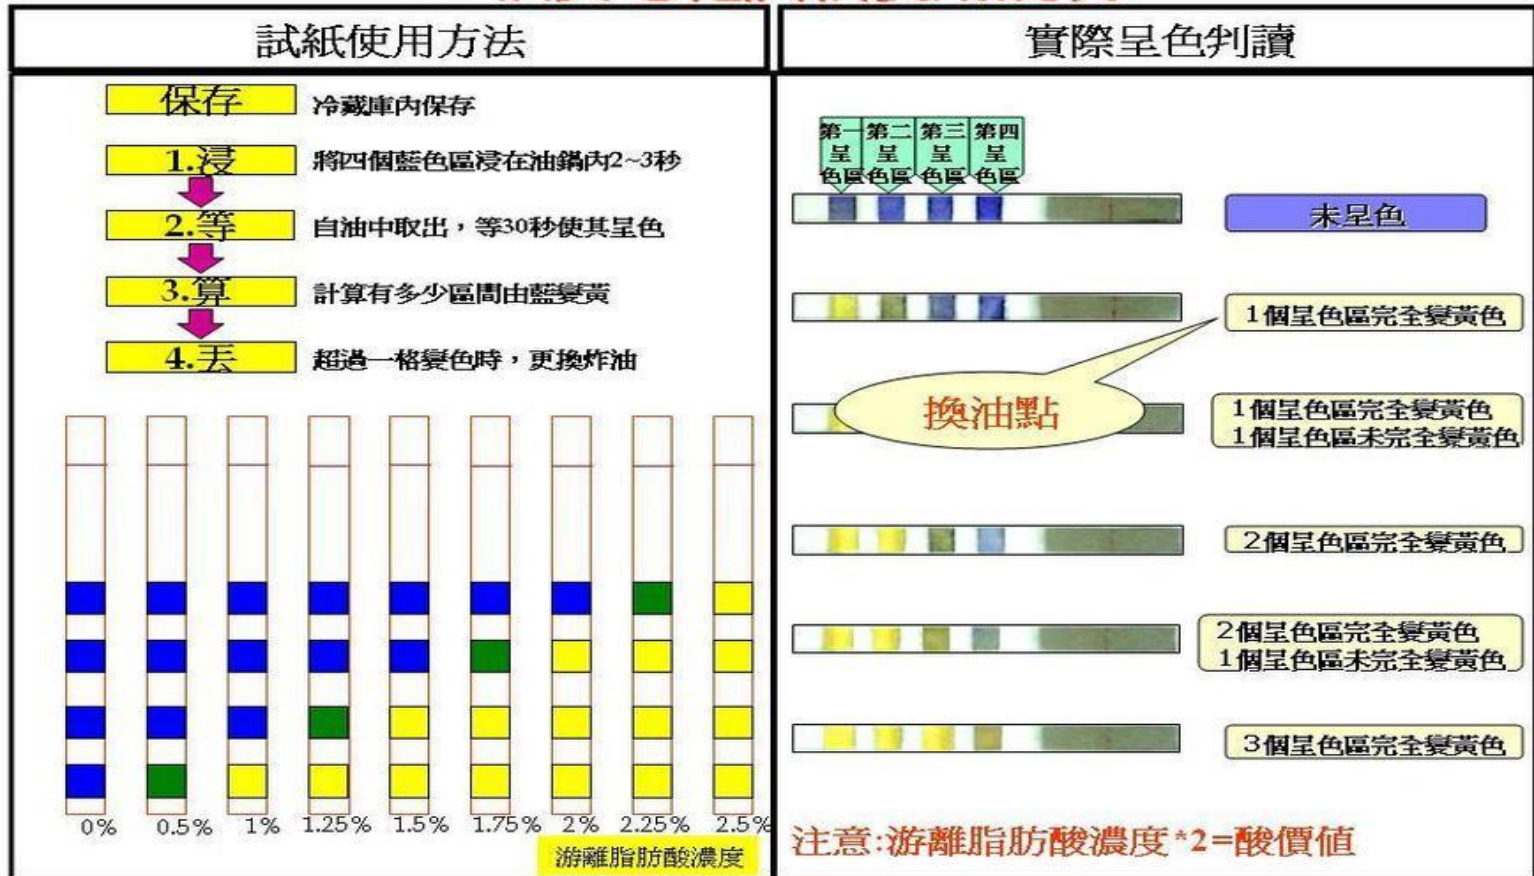 試紙使用方法
保存
冷藏庫內保存
1.浸
將四個藍色區浸在油鍋內2~3秒
2.等
自油中取出，等30秒使其呈色
3.算
計算有多少區間由藍變黃
4.丟
超過一格變色時，更換炸油
0%
0.5%
1%
1.25%
1.5%
1.75%
2%
2.25%
2.5%
游離脂肪酸濃度
實際呈色判讀
第一呈色區
第二呈色區
第三呈色區
第四呈色區
未呈色
1個呈色區完全變黃色
換油點
1個呈色區完全變黃色
1個呈色區未完全變黃色
2個呈色區完全變黃色
2個呈色區完全變黃色
1個呈色區未完全變黃色
3個呈色區完全變黃色
注意:游離脂肪酸濃度*2=酸價值